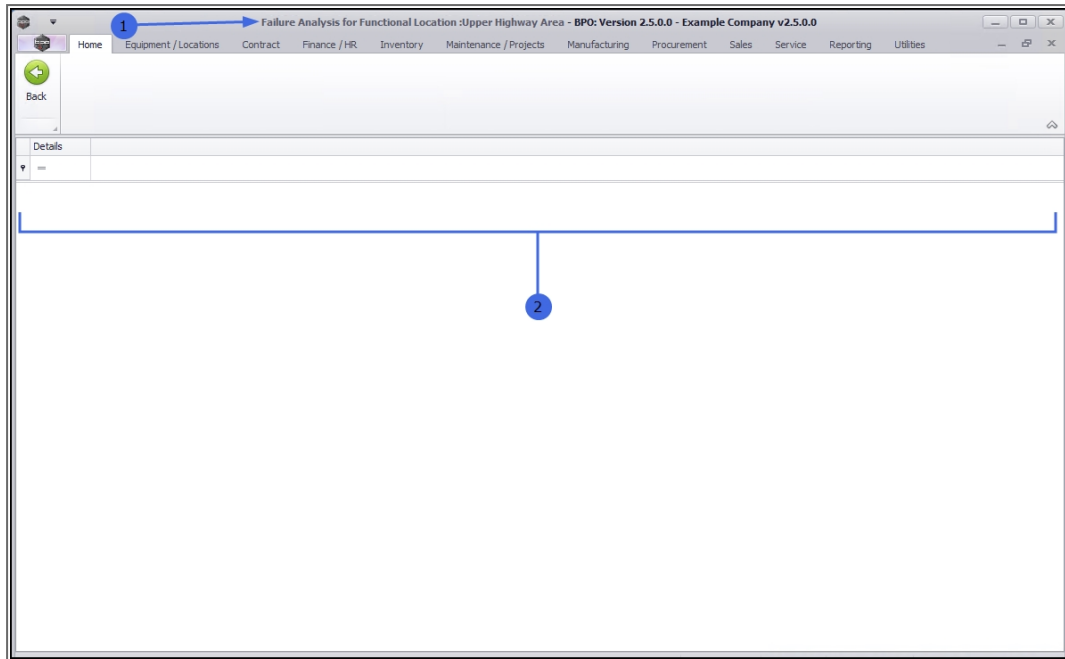 1
Failure Analysis for Functional Location :Upper Highway Area - BPO: Version 2.5.0.0 - Example Company v2.5.0.0
Home Equipment / Locations Contract Finance / HR Inventory Maintenance / Projects Manufacturing Procurement Sales Service Reporting Utilities
Back
Details
=
2